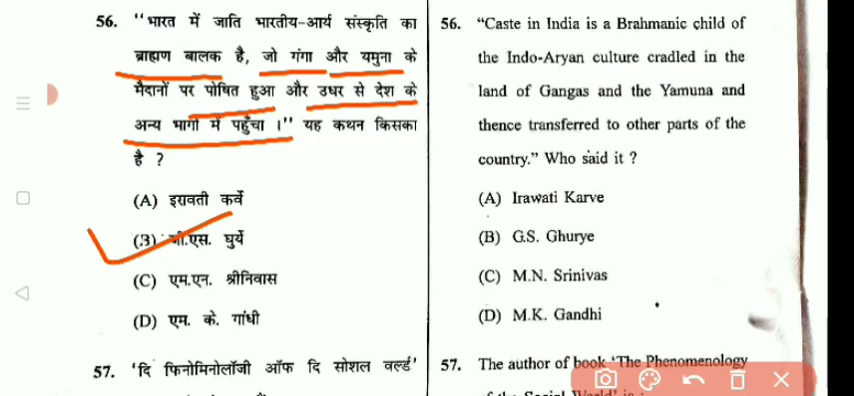 56. "भारत में जाति भारतीय-आर्य संस्कृति का
ब्राह्मण बालक है, जो गंगा और यमुना के
मैदानों पर पोषित हुआ और उधर से देश के
अन्य भागों में पहुँचा ।" यह कथन किसका
है ?
(A) इरावती कर्वे
(B) जी.एस. घुर्ये
(C) एम.एन. श्रीनिवास
(D) एम. के. गांधी
57. 'दि फिनोमिनोलॉजी ऑफ दि सोशल वर्ल्ड'
56. "Caste in India is a Brahmanic child of
the Indo-Aryan culture cradled in the
land of Gangas and the Yamuna and
thence transferred to other parts of the
country." Who said it ?
(A) Irawati Karve
(B) G.S. Ghurye
(C) M.N. Srinivas
(D) M.K. Gandhi
57. The author of book 'The Phenomenology